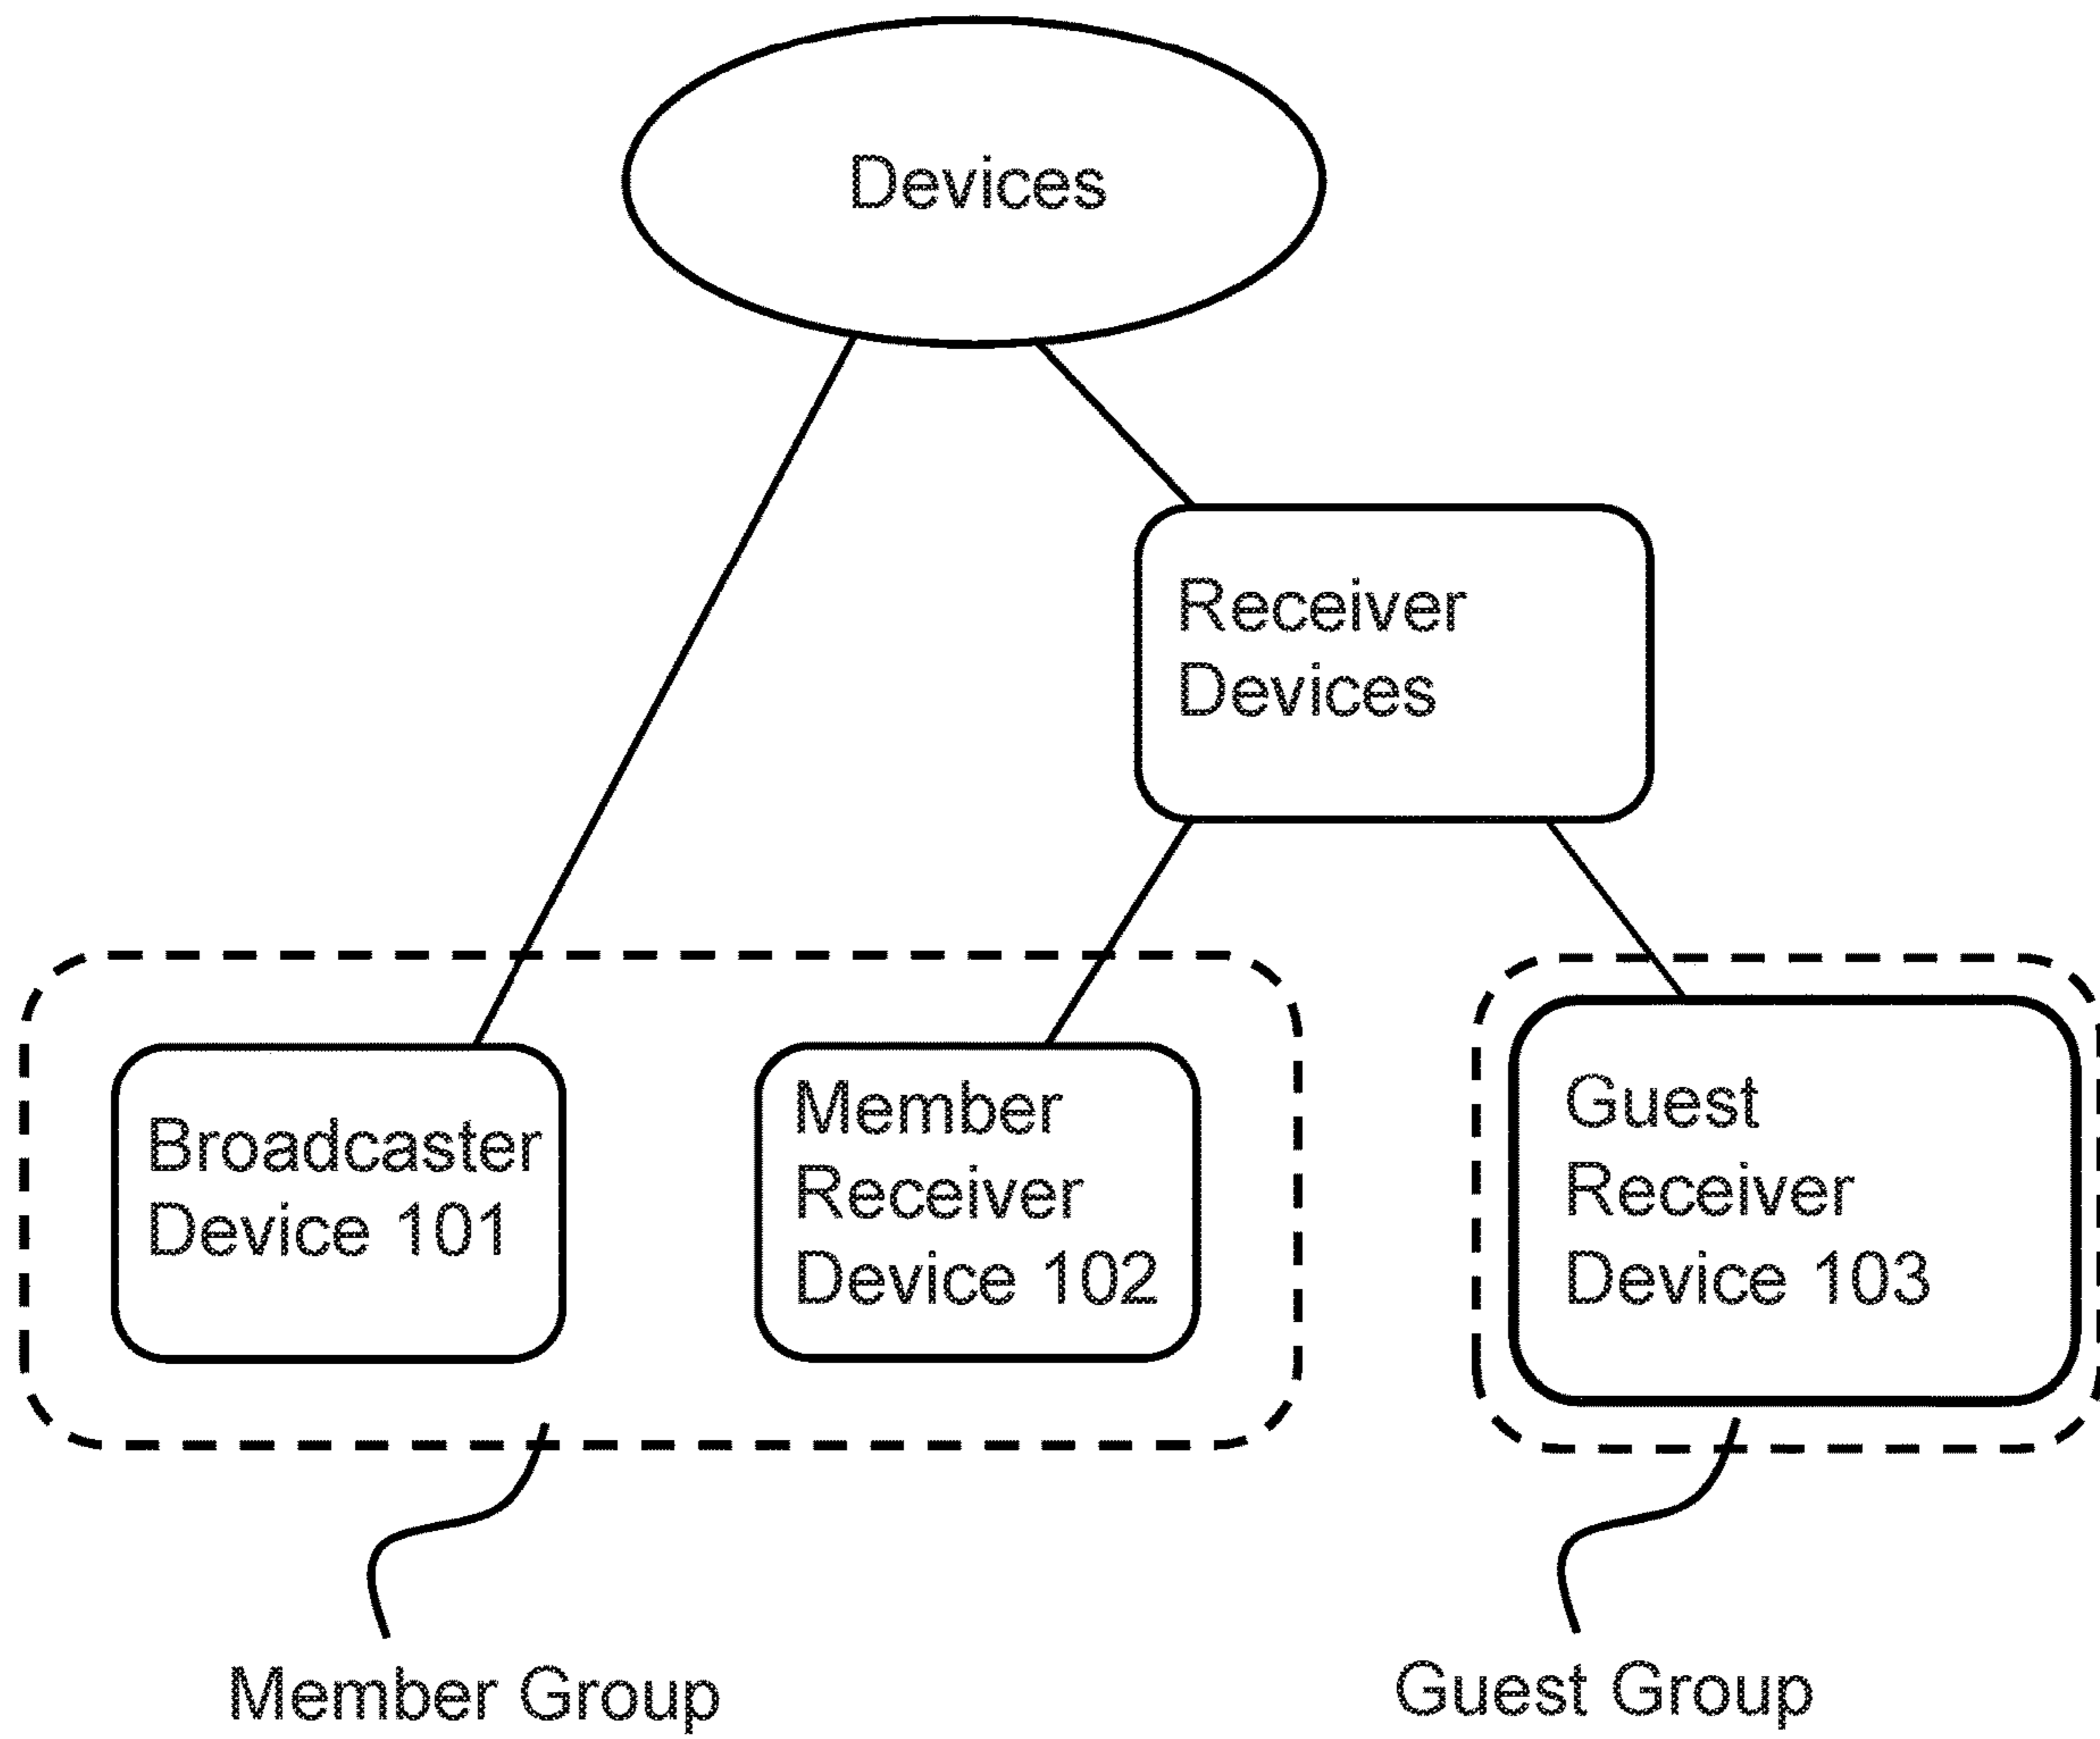 Devices
Receiver
Devices
Broadcaster
Device 101
Member
Receiver
Device 102
Guest
Receiver
Device 103
Member Group
Guest Group